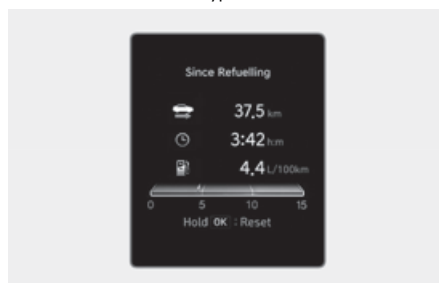 Since Refuelling
37.5 km
3:42 h:m
4.4 L/100km
0 5 10 15
Hold OK : Reset